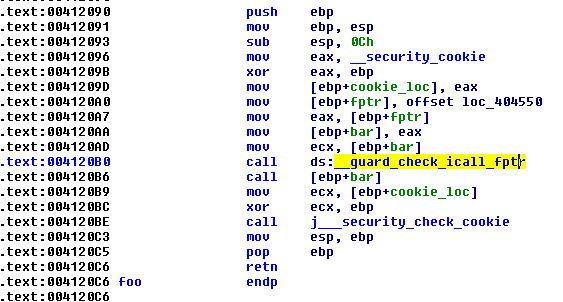 .text:00412090 push ebp
.text:00412091 mov ebp, esp
.text:00412093 sub esp, 0Ch
.text:00412096 mov eax, __security_cookie
.text:0041209B xor eax, ebp
.text:0041209D mov [ebp+cookie_loc], eax
.text:004120A0 mov [ebp+fptr], offset loc_404550
.text:004120A7 mov eax, [ebp+fptr]
.text:004120AA mov [ebp+bar], eax
.text:004120AD mov ecx, [ebp+bar]
.text:004120B0 call ds:__guard_check_icall_fptr
.text:004120B6 call [ebp+bar]
.text:004120B9 mov ecx, [ebp+cookie_loc]
.text:004120BC xor ecx, ebp
.text:004120BE call j___security_check_cookie
.text:004120C3 mov esp, ebp
.text:004120C5 pop ebp
.text:004120C6 retn
.text:004120C6 foo endp
.text:004120C6